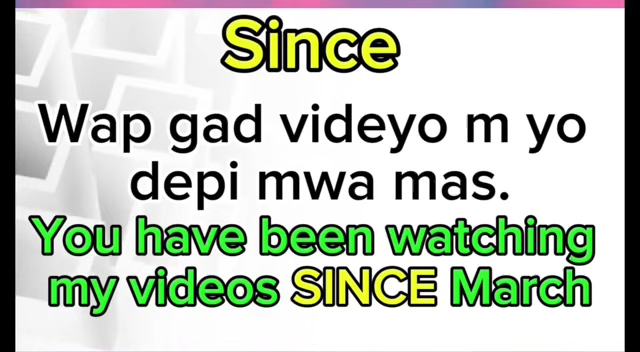 Since
Wap gad videyo m yo
depi mwa mas.
You have been watching
my videos SINCE March